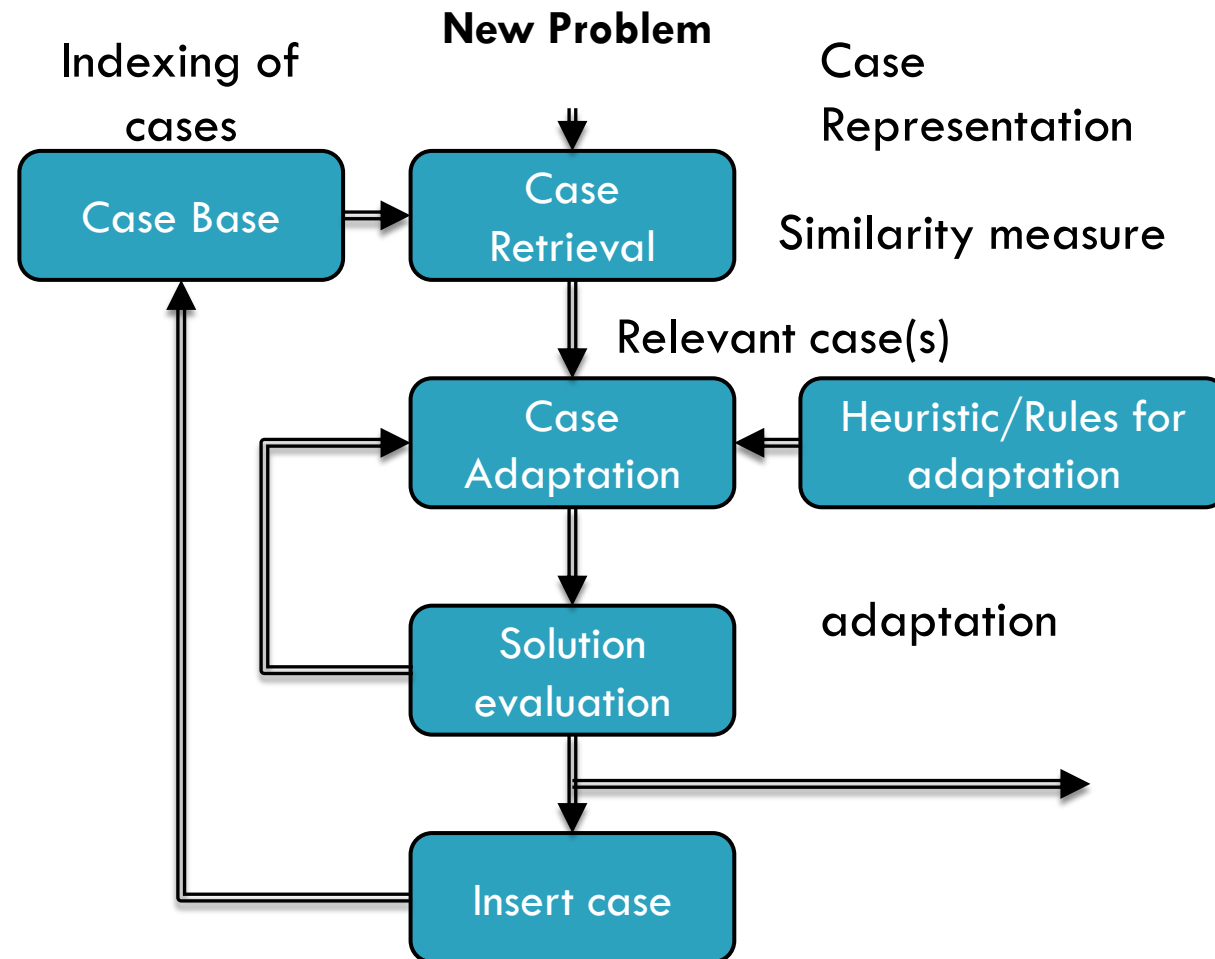 New Problem
Indexing of
cases
Case
Representation
Case Base
Case
Retrieval
Similarity measure
Relevant case(s)
Case
Adaptation
Heuristic/Rules for
adaptation
Solution
evaluation
adaptation
Insert case